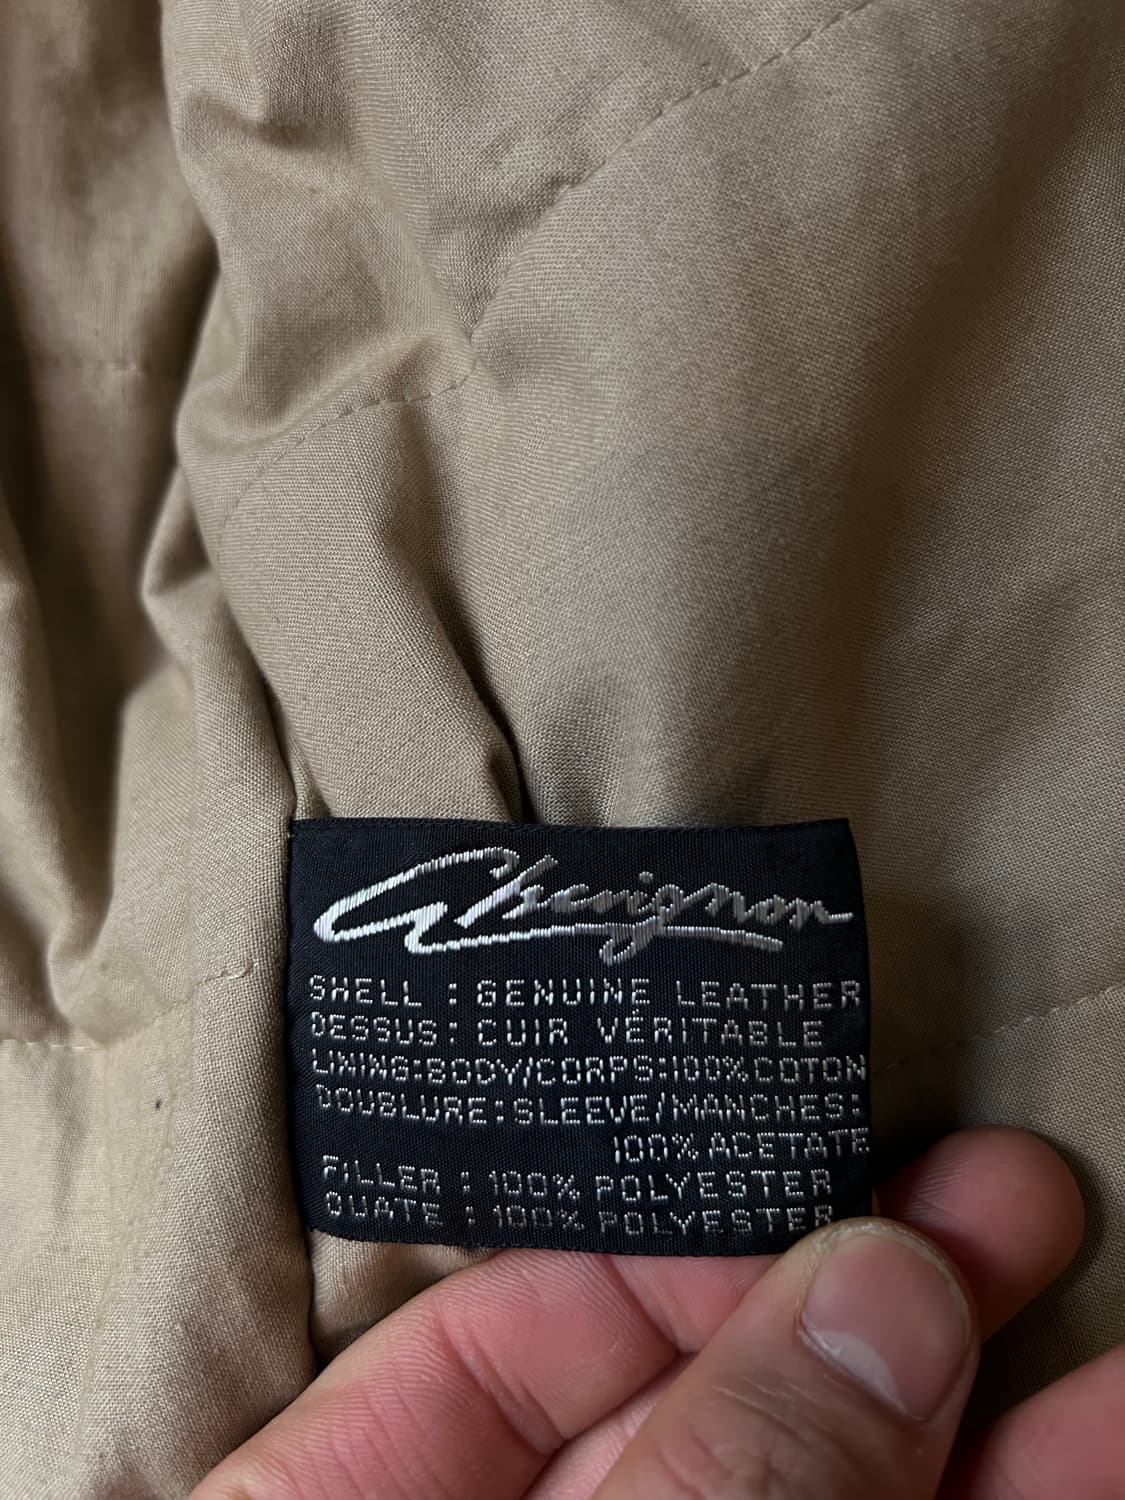 Chevignon
SHELL : GENUINE LEATHER
DESSUS : CUIR VÉRITABLE
LINING:BODY/CORPS:100% COTON
DOUBLURE:SLEEVE/MANCHES:
100% ACETATE
FILLER : 100% POLYESTER
OUATE : 100% POLYESTER